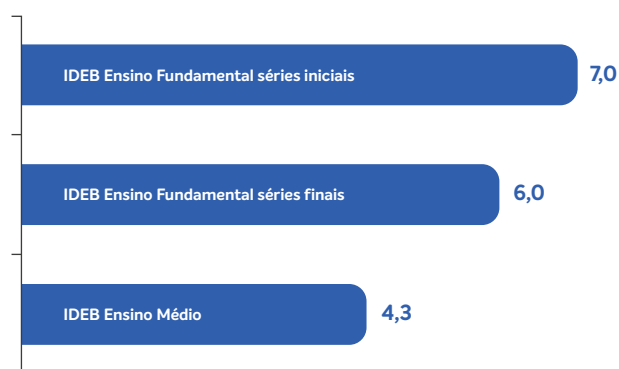 IDEB Ensino Fundamental séries iniciais 7,0
IDEB Ensino Fundamental séries finais 6,0
IDEB Ensino Médio 4,3